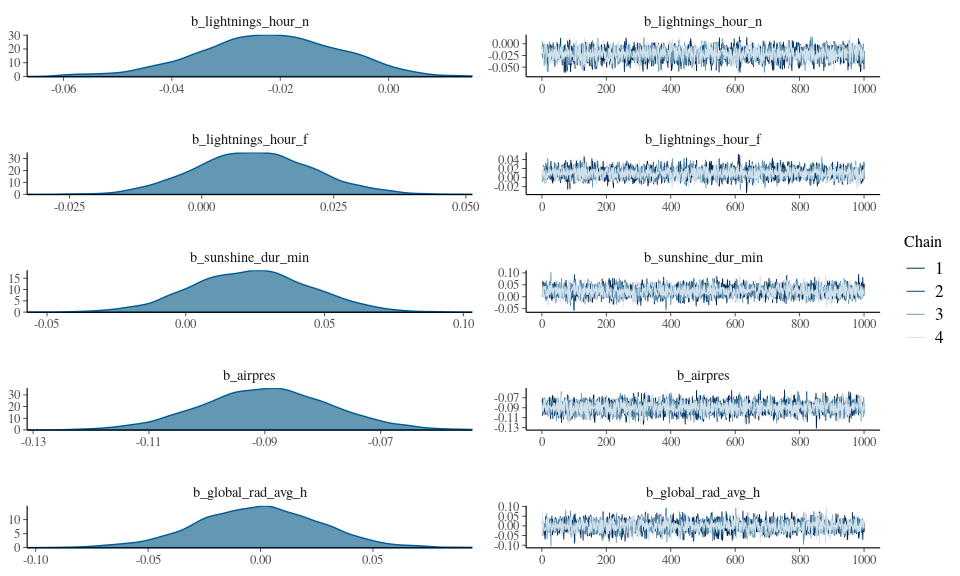 b_lightnings_hour_n
30
20
10
0
-0.06 -0.04 -0.02 0.00
b_lightnings_hour_n
0.000
-0.025
-0.050
0 200 400 600 800 1000
b_lightnings_hour_f
30
20
10
0
-0.025 0.000 0.025 0.050
b_lightnings_hour_f
0.04
0.02
0.00
-0.02
0 200 400 600 800 1000
b_sunshine_dur_min
15
10
5
0
-0.05 0.00 0.05 0.10
b_sunshine_dur_min
0.10
0.05
0.00
-0.05
0 200 400 600 800 1000
b_airpres
30
20
10
0
-0.13 -0.11 -0.09 -0.07
b_airpres
-0.07
-0.09
-0.11
-0.13
0 200 400 600 800 1000
b_global_rad_avg_h
10
5
0
-0.10 -0.05 0.00 0.05
b_global_rad_avg_h
0.10
0.05
0.00
-0.05
-0.10
0 200 400 600 800 1000
Chain
1
2
3
4